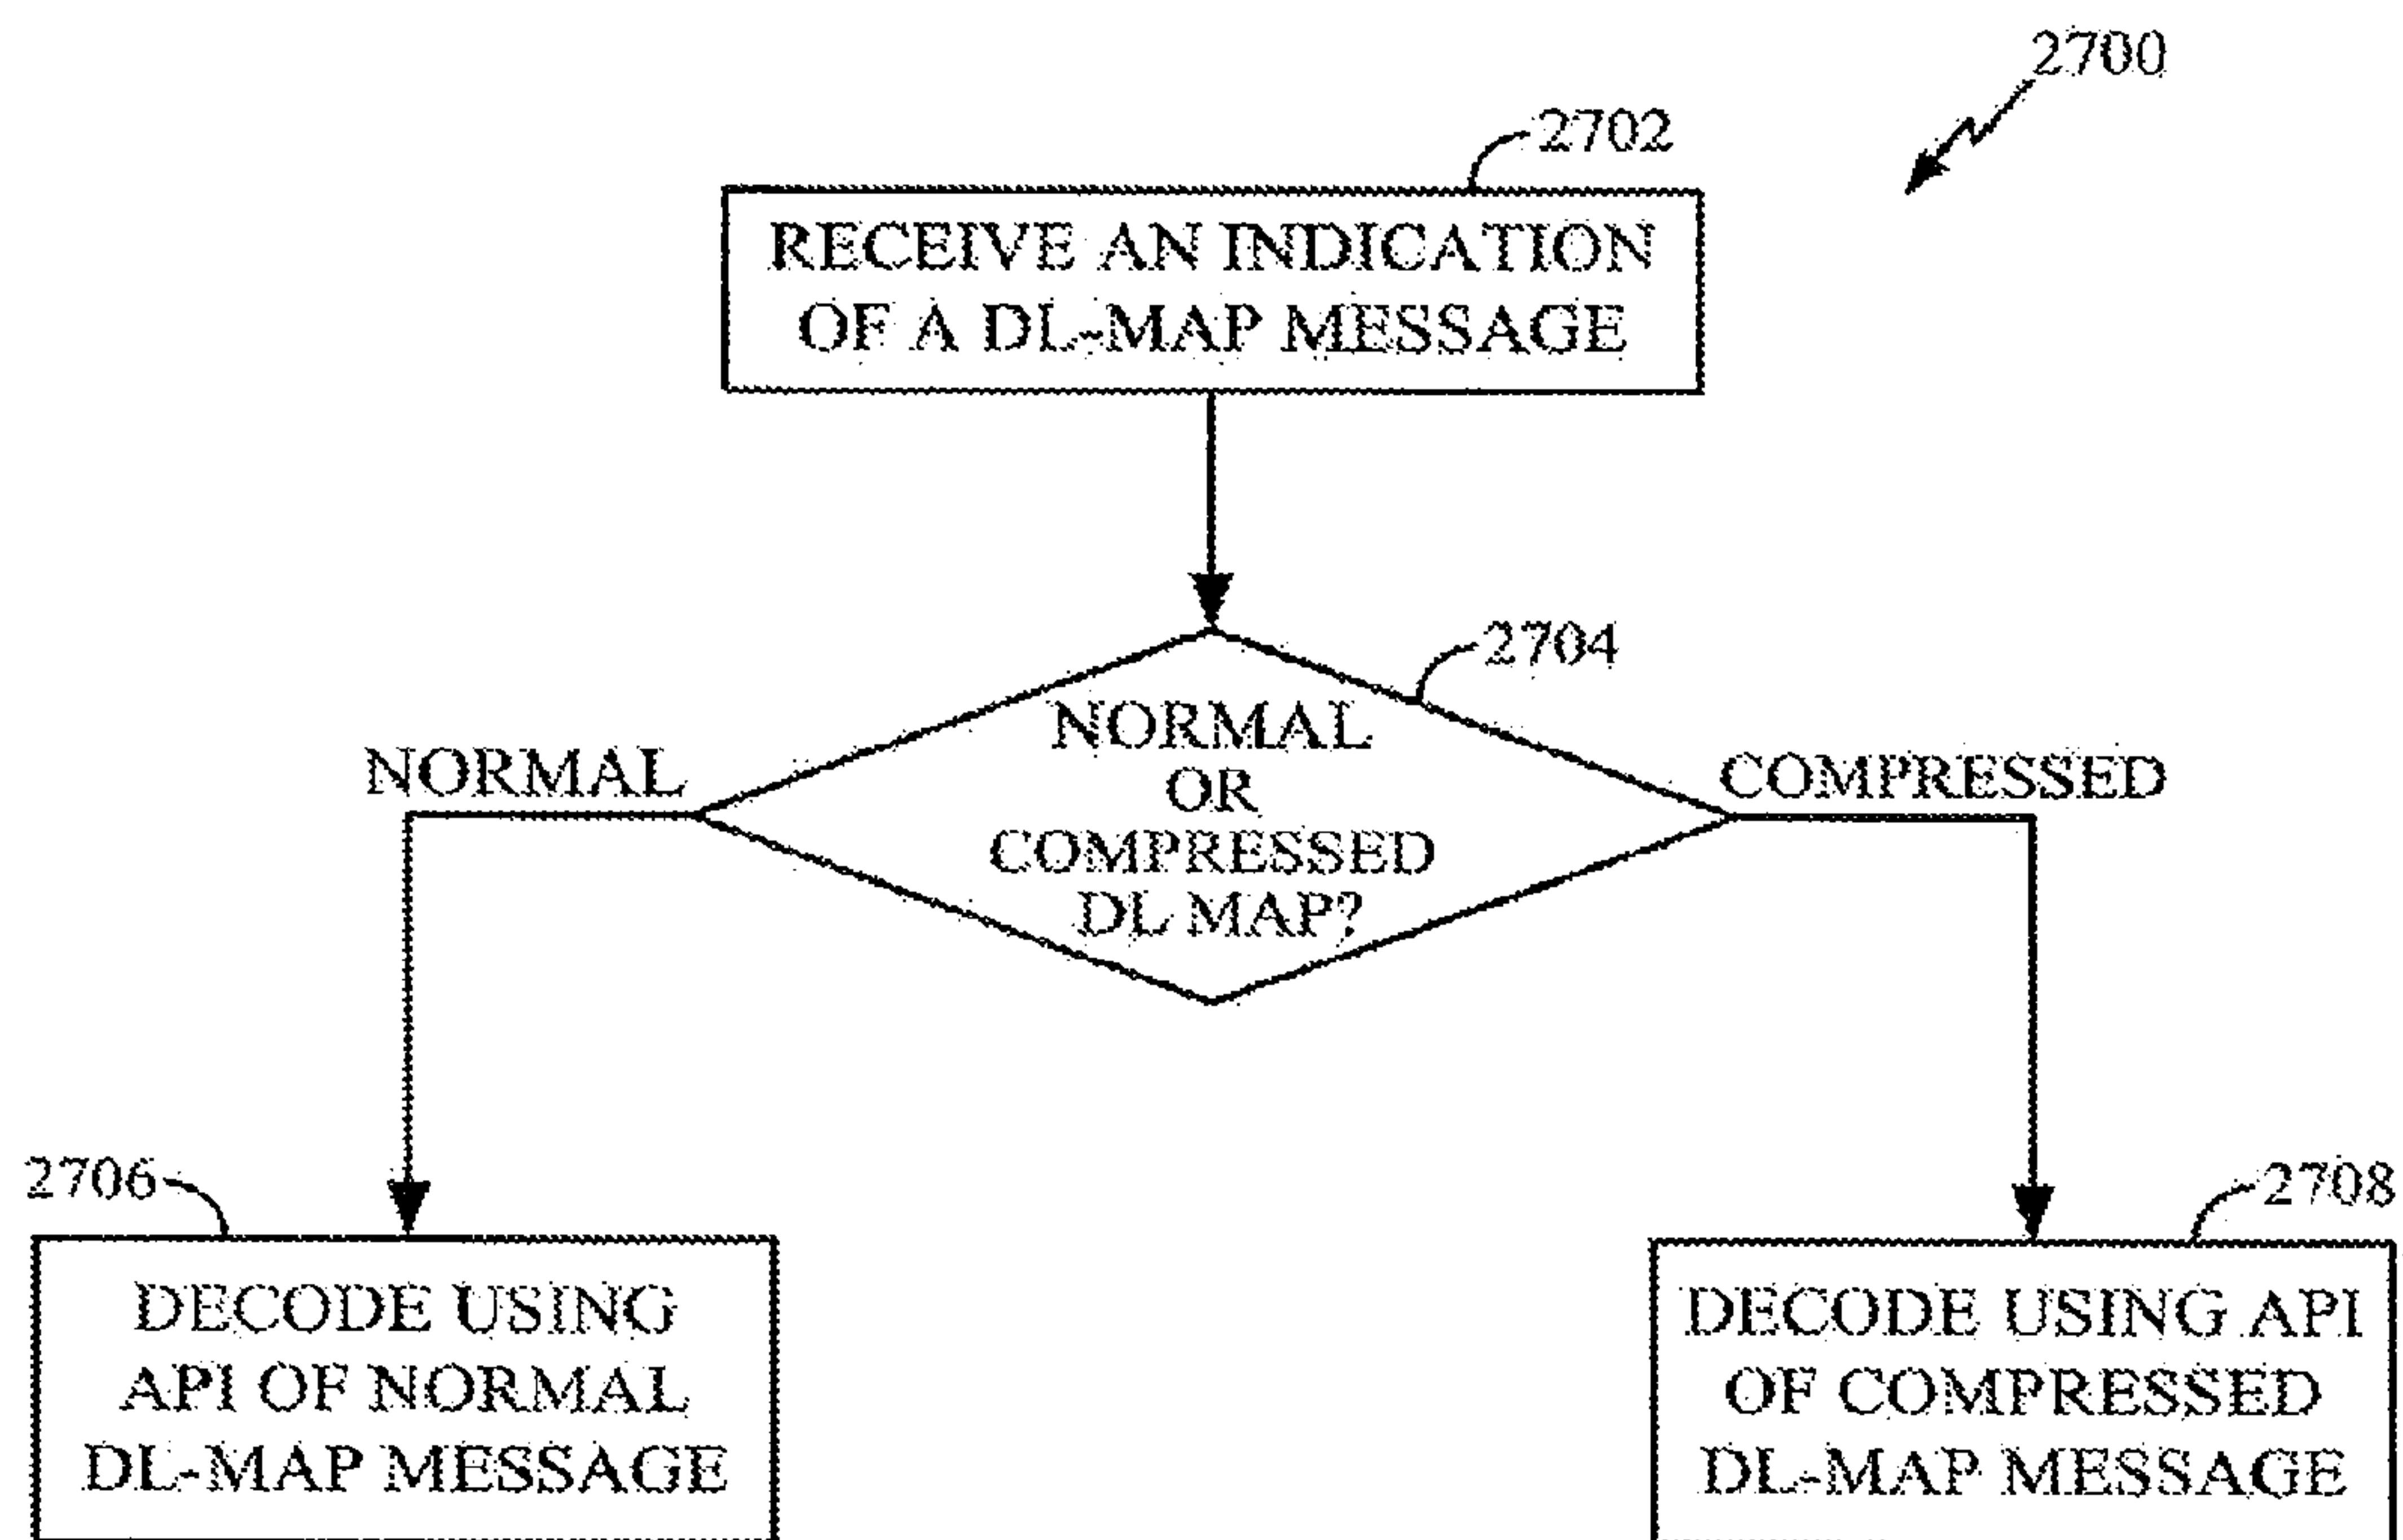 2700
2702
RECEIVE AN INDICATION
OF A DL-MAP MESSAGE
2704
NORMAL
OR
COMPRESSED
DL MAP?
NORMAL
COMPRESSED
2706
DECODE USING
API OF NORMAL
DL-MAP MESSAGE
2708
DECODE USING API
OF COMPRESSED
DL-MAP MESSAGE